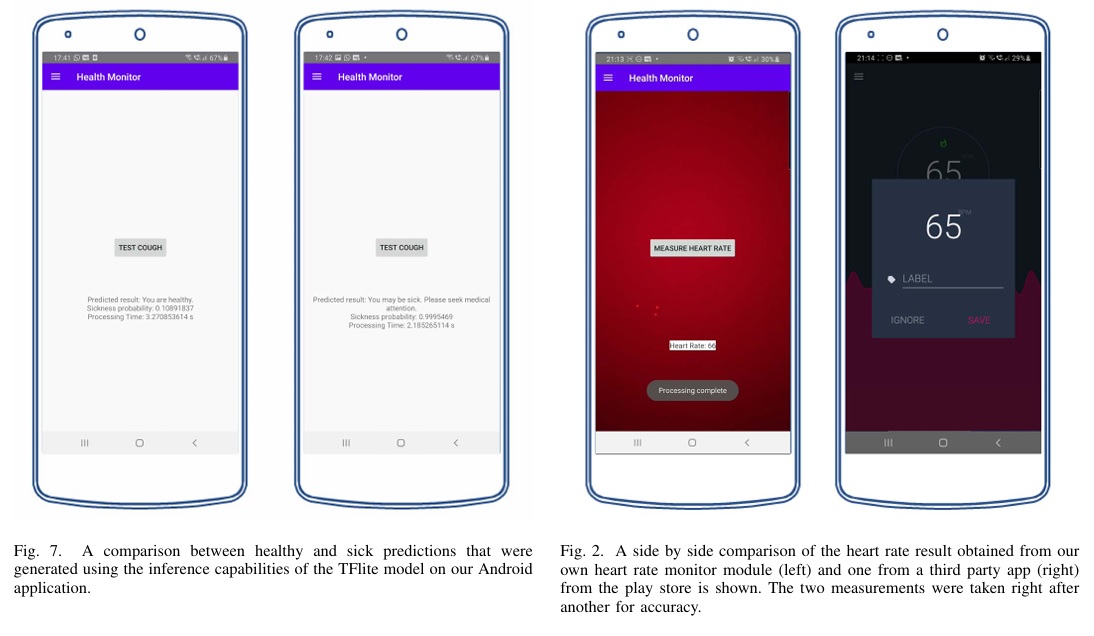 17:41
67%
Health Monitor
TEST COUGH
Predicted result: You are healthy.
Sickness probability: 0.10891837
Processing Time: 3.270853614 s
17:42
67%
Health Monitor
TEST COUGH
Predicted result: You may be sick. Please seek medical
attention.
Sickness probability: 0.9995469
Processing Time: 2.185265114 s
Fig. 7. A comparison between healthy and sick predictions that were
generated using the inference capabilities of the TFlite model on our Android
application.
21:13
30%
Health Monitor
MEASURE HEART RATE
Heart Rate: 66
Processing complete
21:14
29%
65
65
BPM
LABEL
IGNORE
SAVE
Fig. 2. A side by side comparison of the heart rate result obtained from our
own heart rate monitor module (left) and one from a third party app (right)
from the play store is shown. The two measurements were taken right after
another for accuracy.